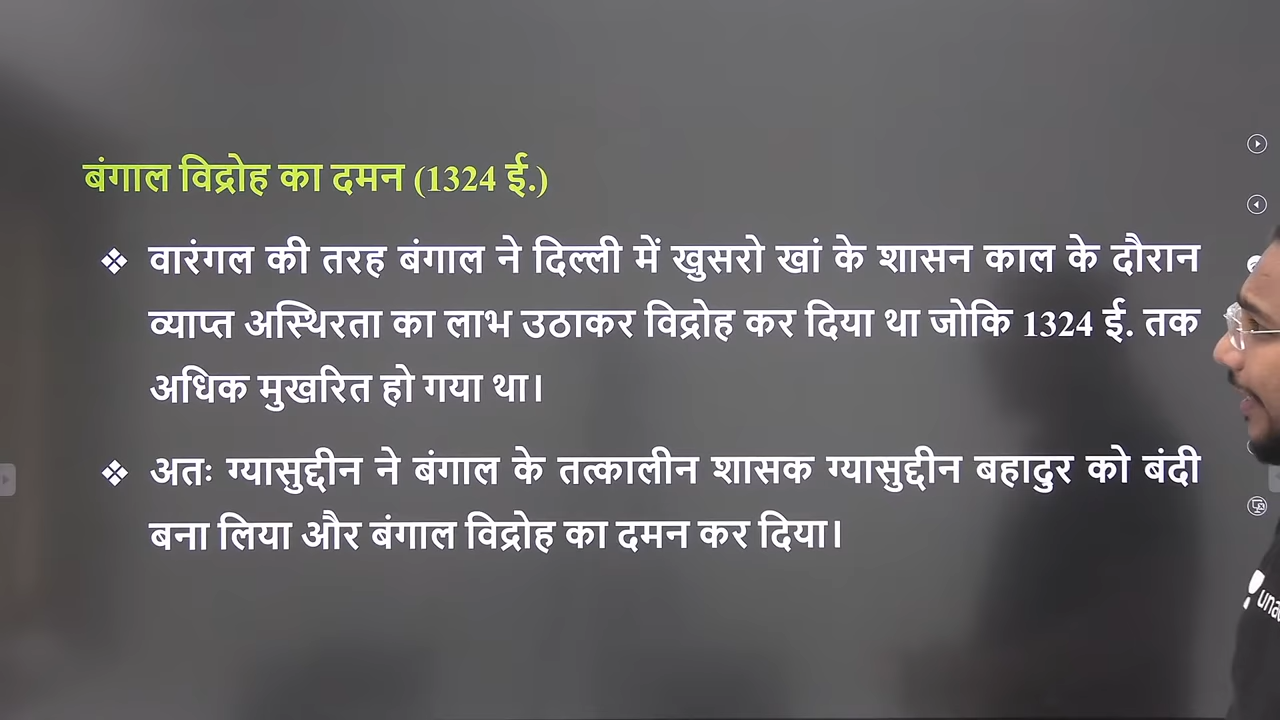 बंगाल विद्रोह का दमन (1324 ई.)
❖ वारंगल की तरह बंगाल ने दिल्ली में खुसरो खां के शासन काल के दौरान
व्याप्त अस्थिरता का लाभ उठाकर विद्रोह कर दिया था जोकि 1324 ई. तक
अधिक मुखरित हो गया था।
❖ अतः ग्यासुद्दीन ने बंगाल के तत्कालीन शासक ग्यासुद्दीन बहादुर को बंदी
बना लिया और बंगाल विद्रोह का दमन कर दिया।